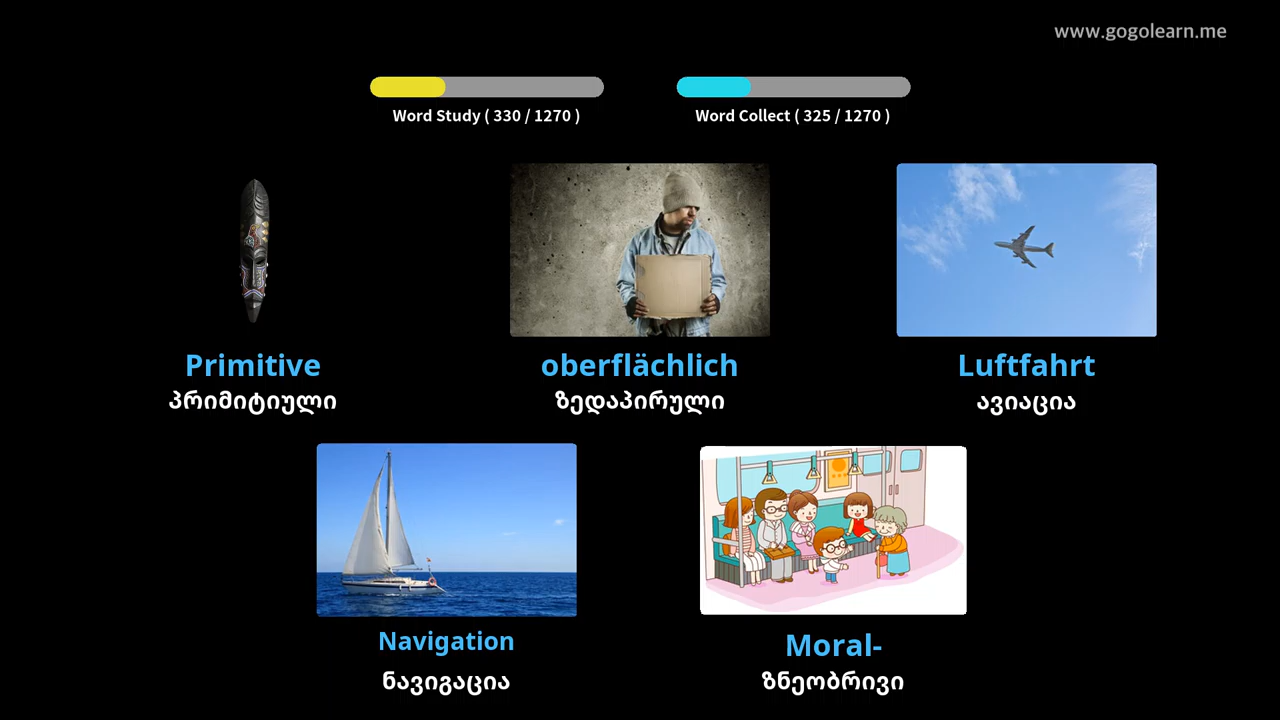 www.gogolearn.me
Word Study ( 330 / 1270 )
Word Collect ( 325 / 1270 )
Primitive
პრიმიტიული
oberflächlich
ზედაპირული
Luftfahrt
ავიაცია
Navigation
ნავიგაცია
Moral-
ზნეობრივი